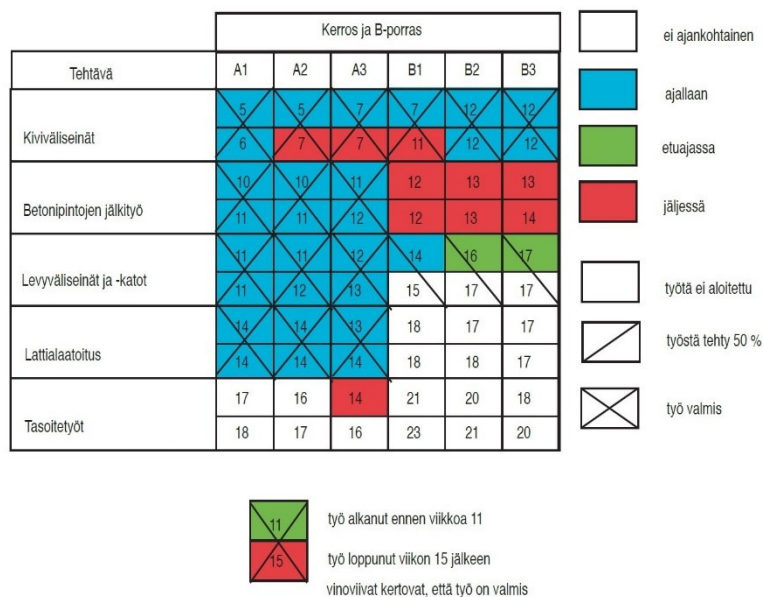 Kerros ja B-porras
Tehtävä A1 A2 A3 B1 B2 B3
Kiviväliseinät
5 5 7 7 12 12
6 7 7 11 12 12
Betonipintojen jälkityö
10 10 11 12 13 13
11 11 12 12 13 14
Levyväliseinät ja -katot
11 11 12 14 16 17
11 12 13 15 17 17
Lattialaatoitus
14 14 13 18 17 17
14 14 14 18 18 17
Tasoitetyöt
17 16 14 21 20 18
18 17 16 23 21 20
ei ajankohtainen
ajallaan
etuajassa
jäljessä
työtä ei aloitettu
työstä tehty 50 %
työ valmis
11 työ alkanut ennen viikkoa 11
15 työ loppunut viikon 15 jälkeen
vinoviivat kertovat, että työ on valmis